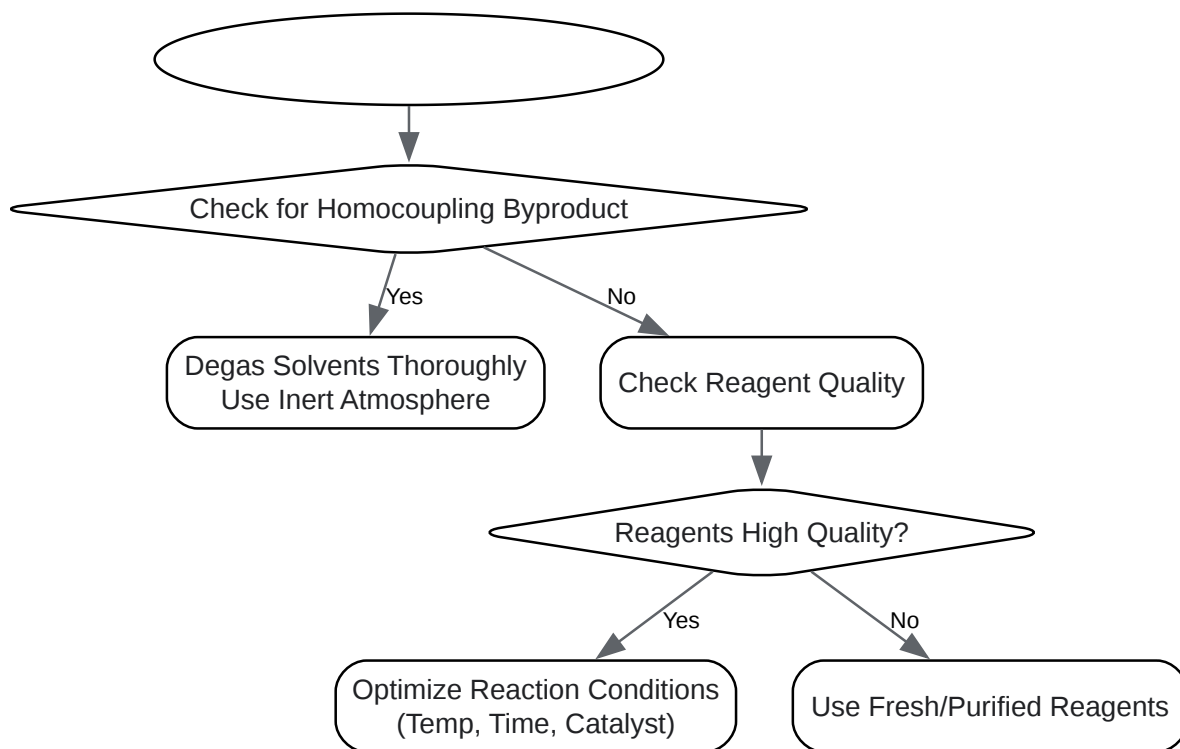 Check for Homocoupling Byproduct
Yes
No
Degas Solvents Thoroughly
Use Inert Atmosphere
Check Reagent Quality
Reagents High Quality?
Yes
No
Optimize Reaction Conditions
(Temp, Time, Catalyst)
Use Fresh/Purified Reagents